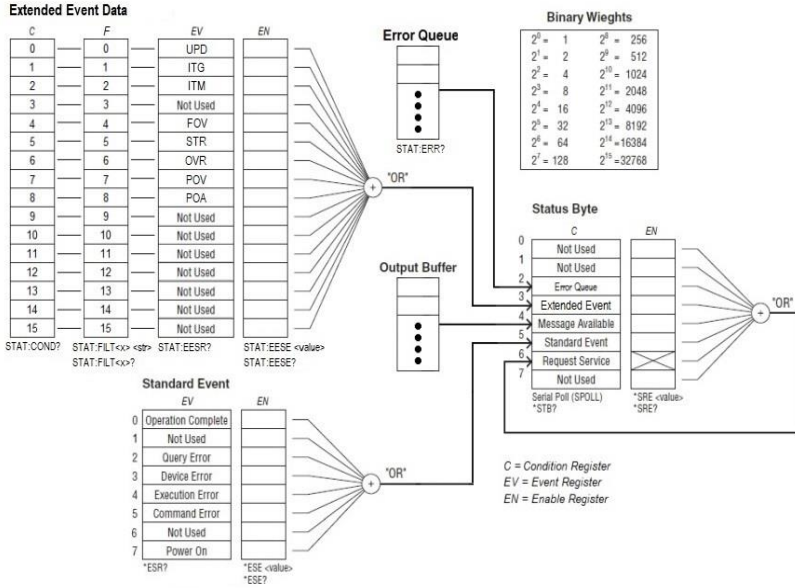 Extended Event Data
C F EV EN
0 0 UPD
1 1 ITG
2 2 ITM
3 3 Not Used
4 4 FOV
5 5 STR
6 6 OVR
7 7 POV
8 8 POA
9 9 Not Used
10 10 Not Used
11 11 Not Used
12 12 Not Used
13 13 Not Used
14 14 Not Used
15 15 Not Used
STAT:COND? STAT:FILT<x> <str> STAT:EESR? STAT:EESE <value>
STAT:FILT<x>? STAT:EESE?
+ "OR"
Error Queue
STAT:ERR?
Output Buffer
Binary Wieghts
2⁰ = 1 2⁸ = 256
2¹ = 2 2⁹ = 512
2² = 4 2¹⁰ = 1024
2³ = 8 2¹¹ = 2048
2⁴ = 16 2¹² = 4096
2⁵ = 32 2¹³ = 8192
2⁶ = 64 2¹⁴ =16384
2⁷ = 128 2¹⁵ =32768
Status Byte
C EN
0 Not Used
1 Not Used
2 Error Queue
3 Extended Event
4 Message Available
5 Standard Event
6 Request Service
7 Not Used
Serial Poll (SPOLL) *SRE <value>
*STB? *SRE?
+ "OR"
Standard Event
EV EN
0 Operation Complete
1 Not Used
2 Query Error
3 Device Error
4 Execution Error
5 Command Error
6 Not Used
7 Power On
*ESR? *ESE <value>
*ESE?
+ "OR"
C = Condition Register
EV = Event Register
EN = Enable Register